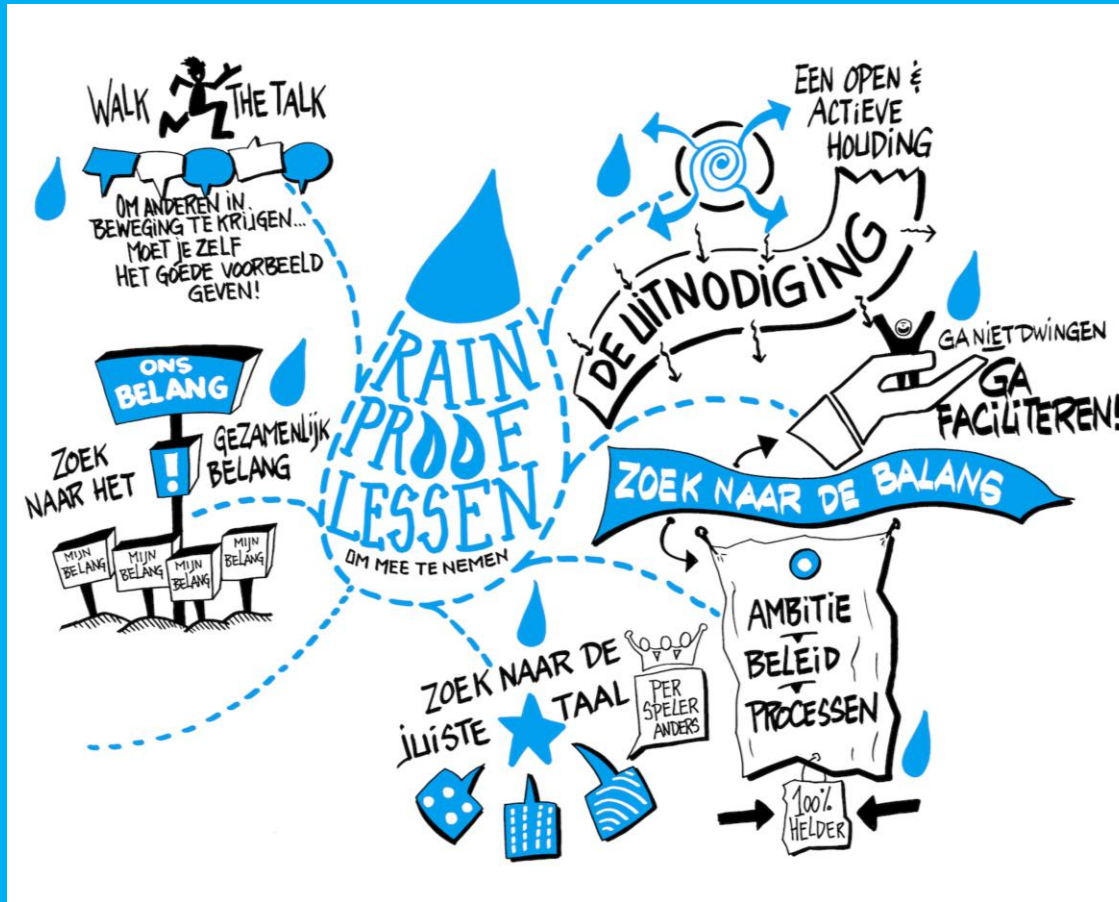 WALK THE TALK
OM ANDEREN IN
BEWEGING TE KRIJGEN...
MOET JE ZELF
HET GOEDE VOORBEELD
GEVEN!
ONS
BELANG
ZOEK
NAAR HET
!
GEZAMENLIJK
BELANG
MIJN
BELANG
MIJN
BELANG
MIJN
BELANG
MIJN
BELANG
RAIN
PROOF
LESSEN
OM MEE TE NEMEN
EEN OPEN &
ACTIEVE
HOUDING
DE UITNODIGING
GA NIET DWINGEN
GA
FACILITEREN!
ZOEK NAAR DE BALANS
AMBITIE
BELEID
PROCESSEN
100%
HELDER
ZOEK NAAR DE
JUISTE TAAL
PER
SPELER
ANDERS